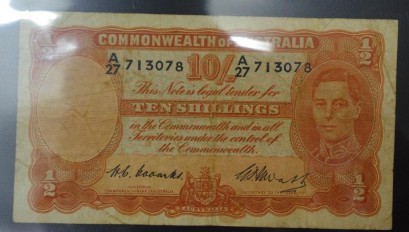 COMMONWEALTH OF AUSTRALIA
1/2 1/2
A/27 713078 10/- A/27 713078
This Note is legal tender for
TEN SHILLINGS
in the Commonwealth and in all
Territories under the control of
the Commonwealth.
1/2 1/2
AUSTRALIA